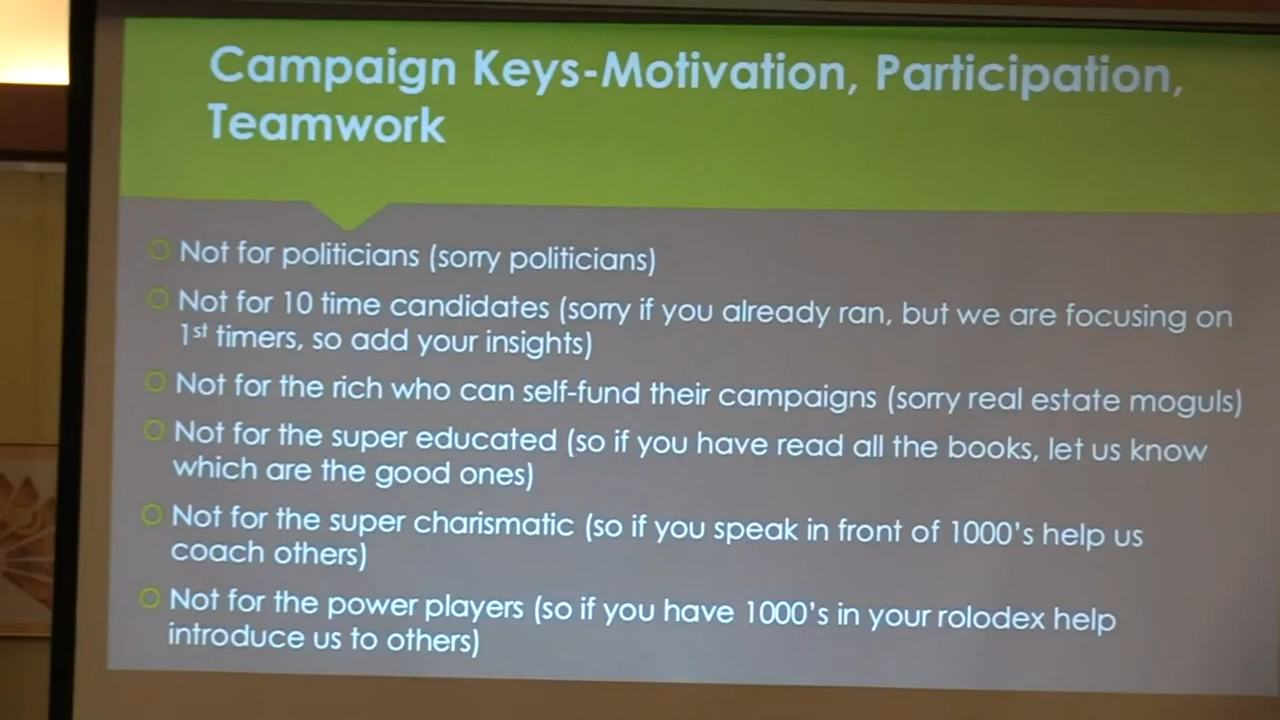 Campaign Keys-Motivation, Participation,
Teamwork
Not for politicians (sorry politicians)
Not for 10 time candidates (sorry if you already ran, but we are focusing on
1st timers, so add your insights)
Not for the rich who can self-fund their campaigns (sorry real estate moguls)
Not for the super educated (so if you have read all the books, let us know
which are the good ones)
Not for the super charismatic (so if you speak in front of 1000's help us
coach others)
Not for the power players (so if you have 1000's in your rolodex help
introduce us to others)